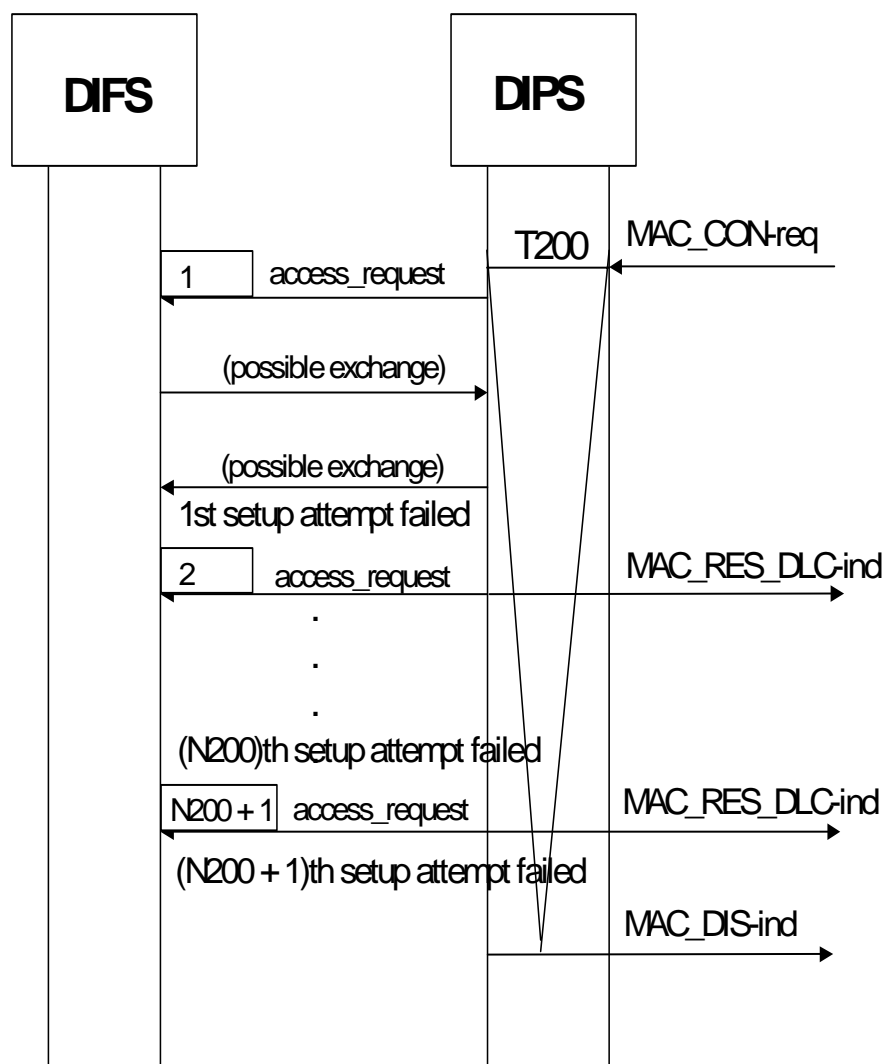 DIFS
DIPS
T200
MAC_CON-req
1
access_request
(possible exchange)
(possible exchange)
1st setup attempt failed
2
access_request
MAC_RES_DLC-ind
.
.
.
(N200)th setup attempt failed
N200 + 1
access_request
MAC_RES_DLC-ind
(N200 + 1)th setup attempt failed
MAC_DIS-ind